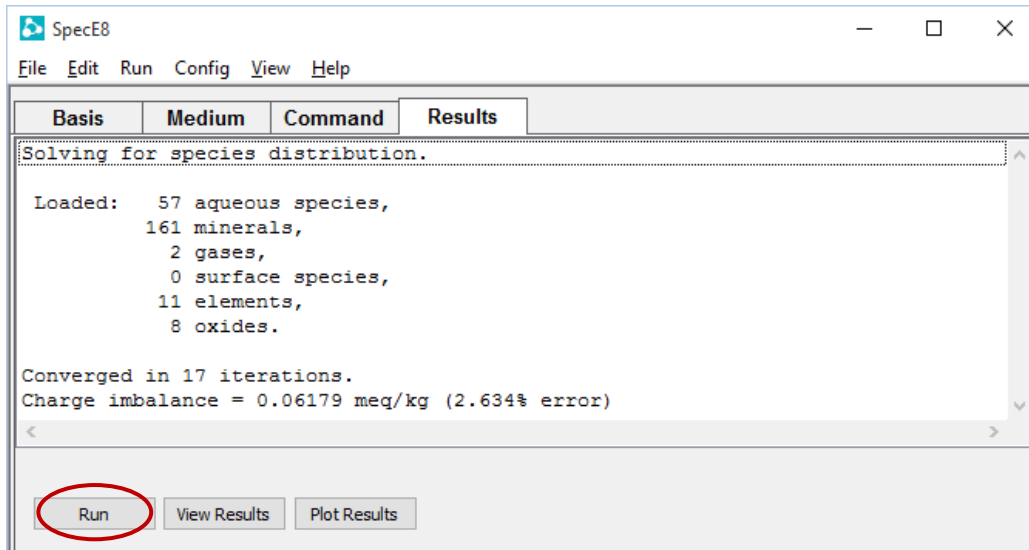 SpecE8
File Edit Run Config View Help
Basis Medium Command Results
Solving for species distribution.
Loaded: 57 aqueous species,
161 minerals,
2 gases,
0 surface species,
11 elements,
8 oxides.
Converged in 17 iterations.
Charge imbalance = 0.06179 meq/kg (2.634% error)
Run View Results Plot Results